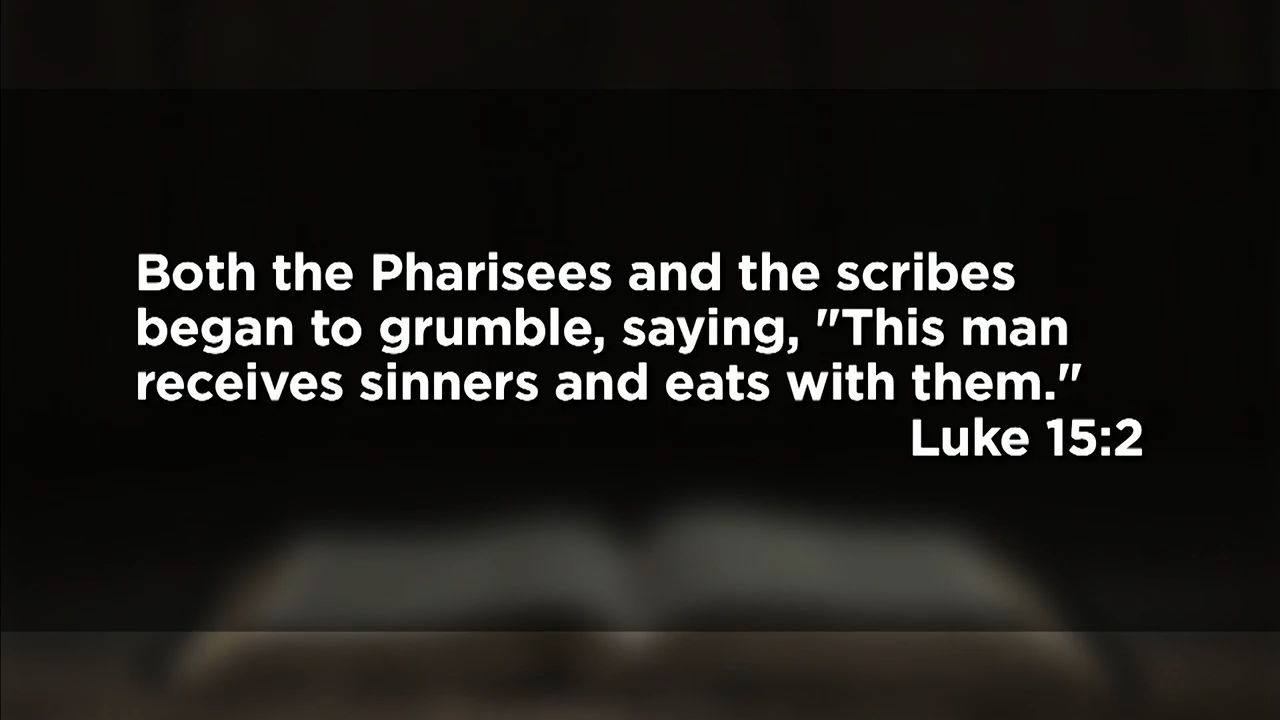 Both the Pharisees and the scribes
began to grumble, saying, "This man
receives sinners and eats with them."
Luke 15:2